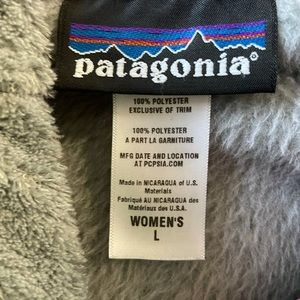 patagonia®
100% POLYESTER
EXCLUSIVE OF TRIM
100% POLYESTER
A PART LA GARNITURE
MFG DATE AND LOCATION
AT PCPSIA.COM
Made in NICARAGUA of U.S.
Materials
Fabriqué AU NICARAGUA des
Matériaux des U.S.A.
WOMEN'S
L